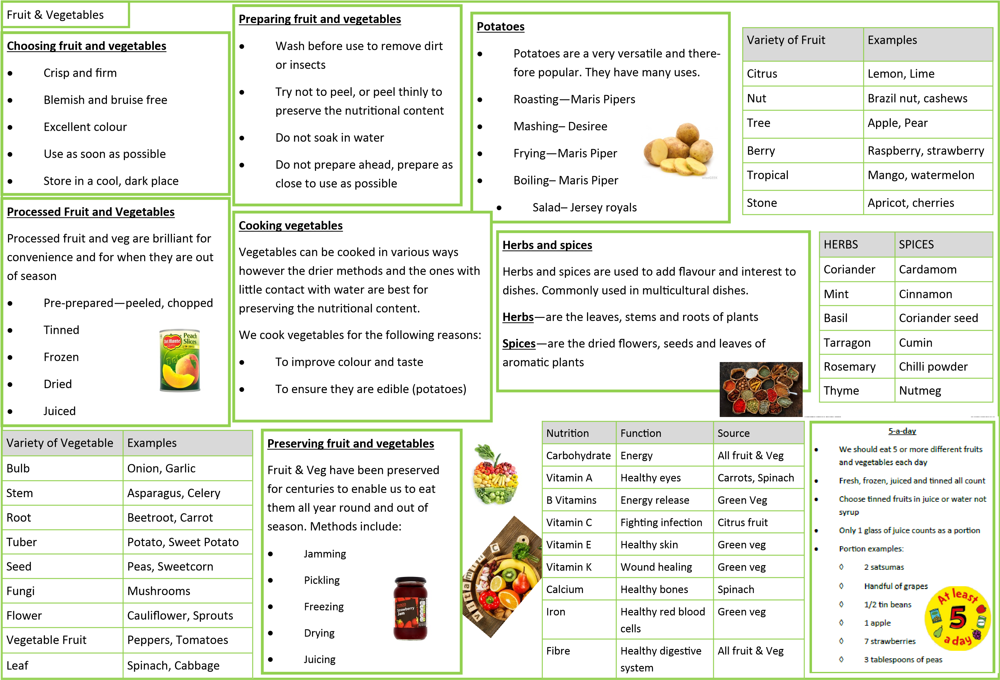 Fruit & Vegetables
Choosing fruit and vegetables
• Crisp and firm
• Blemish and bruise free
• Excellent colour
• Use as soon as possible
• Store in a cool, dark place
Processed Fruit and Vegetables
Processed fruit and veg are brilliant for
convenience and for when they are out
of season
• Pre-prepared—peeled, chopped
• Tinned
• Frozen
• Dried
• Juiced
Del Monte
Quality
Peach
Slices
IN JUICE
Preparing fruit and vegetables
• Wash before use to remove dirt
or insects
• Try not to peel, or peel thinly to
preserve the nutritional content
• Do not soak in water
• Do not prepare ahead, prepare as
close to use as possible
Cooking vegetables
Vegetables can be cooked in various ways
however the drier methods and the ones with
little contact with water are best for
preserving the nutritional content.
We cook vegetables for the following reasons:
• To improve colour and taste
• To ensure they are edible (potatoes)
Potatoes
• Potatoes are a very versatile and there-
fore popular. They have many uses.
• Roasting—Maris Pipers
• Mashing– Desiree
• Frying—Maris Piper
• Boiling– Maris Piper
• Salad– Jersey royals
wiseGEEK
Variety of Fruit Examples
Citrus Lemon, Lime
Nut Brazil nut, cashews
Tree Apple, Pear
Berry Raspberry, strawberry
Tropical Mango, watermelon
Stone Apricot, cherries
Herbs and spices
Herbs and spices are used to add flavour and interest to
dishes. Commonly used in multicultural dishes.
Herbs—are the leaves, stems and roots of plants
Spices—are the dried flowers, seeds and leaves of
aromatic plants
HERBS SPICES
Coriander Cardamom
Mint Cinnamon
Basil Coriander seed
Tarragon Cumin
Rosemary Chilli powder
Thyme Nutmeg
Variety of Vegetable Examples
Bulb Onion, Garlic
Stem Asparagus, Celery
Root Beetroot, Carrot
Tuber Potato, Sweet Potato
Seed Peas, Sweetcorn
Fungi Mushrooms
Flower Cauliflower, Sprouts
Vegetable Fruit Peppers, Tomatoes
Leaf Spinach, Cabbage
Preserving fruit and vegetables
Fruit & Veg have been preserved
for centuries to enable us to eat
them all year round and out of
season. Methods include:
• Jamming
• Pickling
• Freezing
• Drying
• Juicing
TESCO
Strawberry
Jam
Vitamine C
Nutrition Function Source
Carbohydrate Energy All fruit & Veg
Vitamin A Healthy eyes Carrots, Spinach
B Vitamins Energy release Green Veg
Vitamin C Fighting infection Citrus fruit
Vitamin E Healthy skin Green veg
Vitamin K Wound healing Green veg
Calcium Healthy bones Spinach
Iron Healthy red blood Green veg
cells
Fibre Healthy digestive All fruit & Veg
system
5-a-day
• We should eat 5 or more different fruits
and vegetables each day
• Fresh, frozen, juiced and tinned all count
• Choose tinned fruits in juice or water not
syrup
• Only 1 glass of juice counts as a portion
• Portion examples:
◊ 2 satsumas
◊ Handful of grapes
◊ 1/2 tin beans
◊ 1 apple
◊ 7 strawberries
◊ 3 tablespoons of peas
At least
5
a day
peas